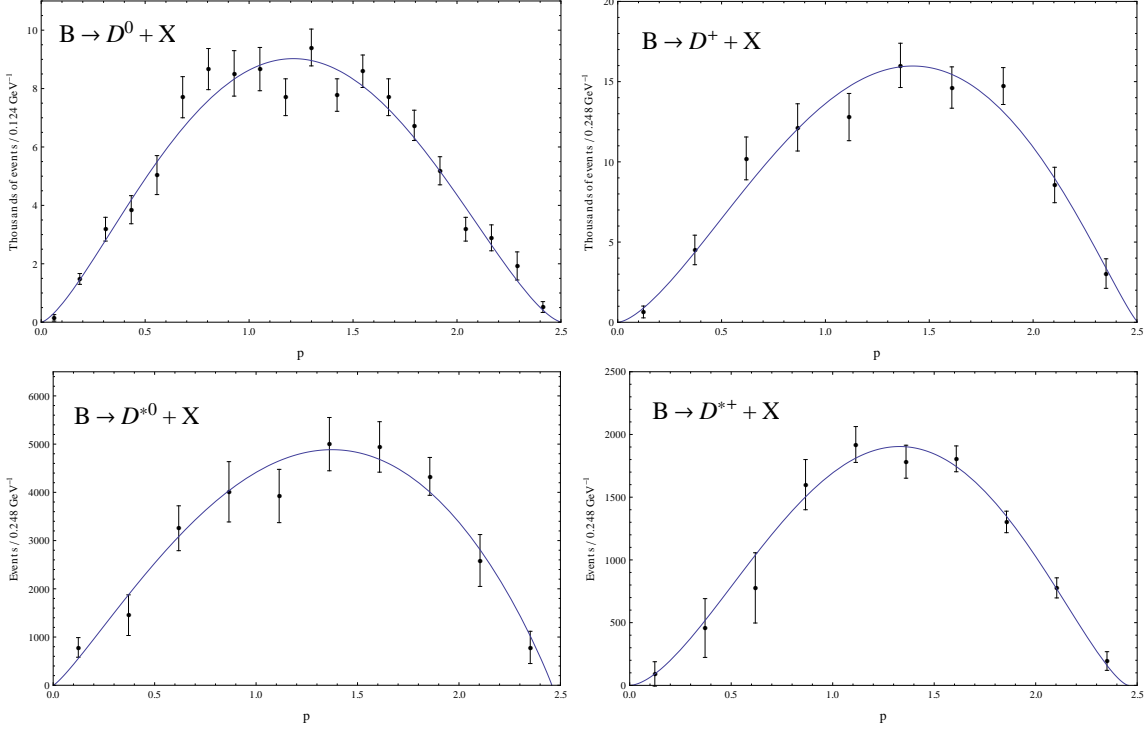 B → D⁰ + X
Thousands of events / 0.124 GeV⁻¹
10
8
6
4
2
0
0.0 0.5 1.0 1.5 2.0 2.5
p
B → D⁺ + X
Thousands of events / 0.248 GeV⁻¹
20
15
10
5
0
0.0 0.5 1.0 1.5 2.0 2.5
p
B → D*⁰ + X
Events / 0.248 GeV⁻¹
6000
5000
4000
3000
2000
1000
0
0.0 0.5 1.0 1.5 2.0 2.5
p
B → D*⁺ + X
Events / 0.248 GeV⁻¹
2500
2000
1500
1000
500
0
0.0 0.5 1.0 1.5 2.0 2.5
p